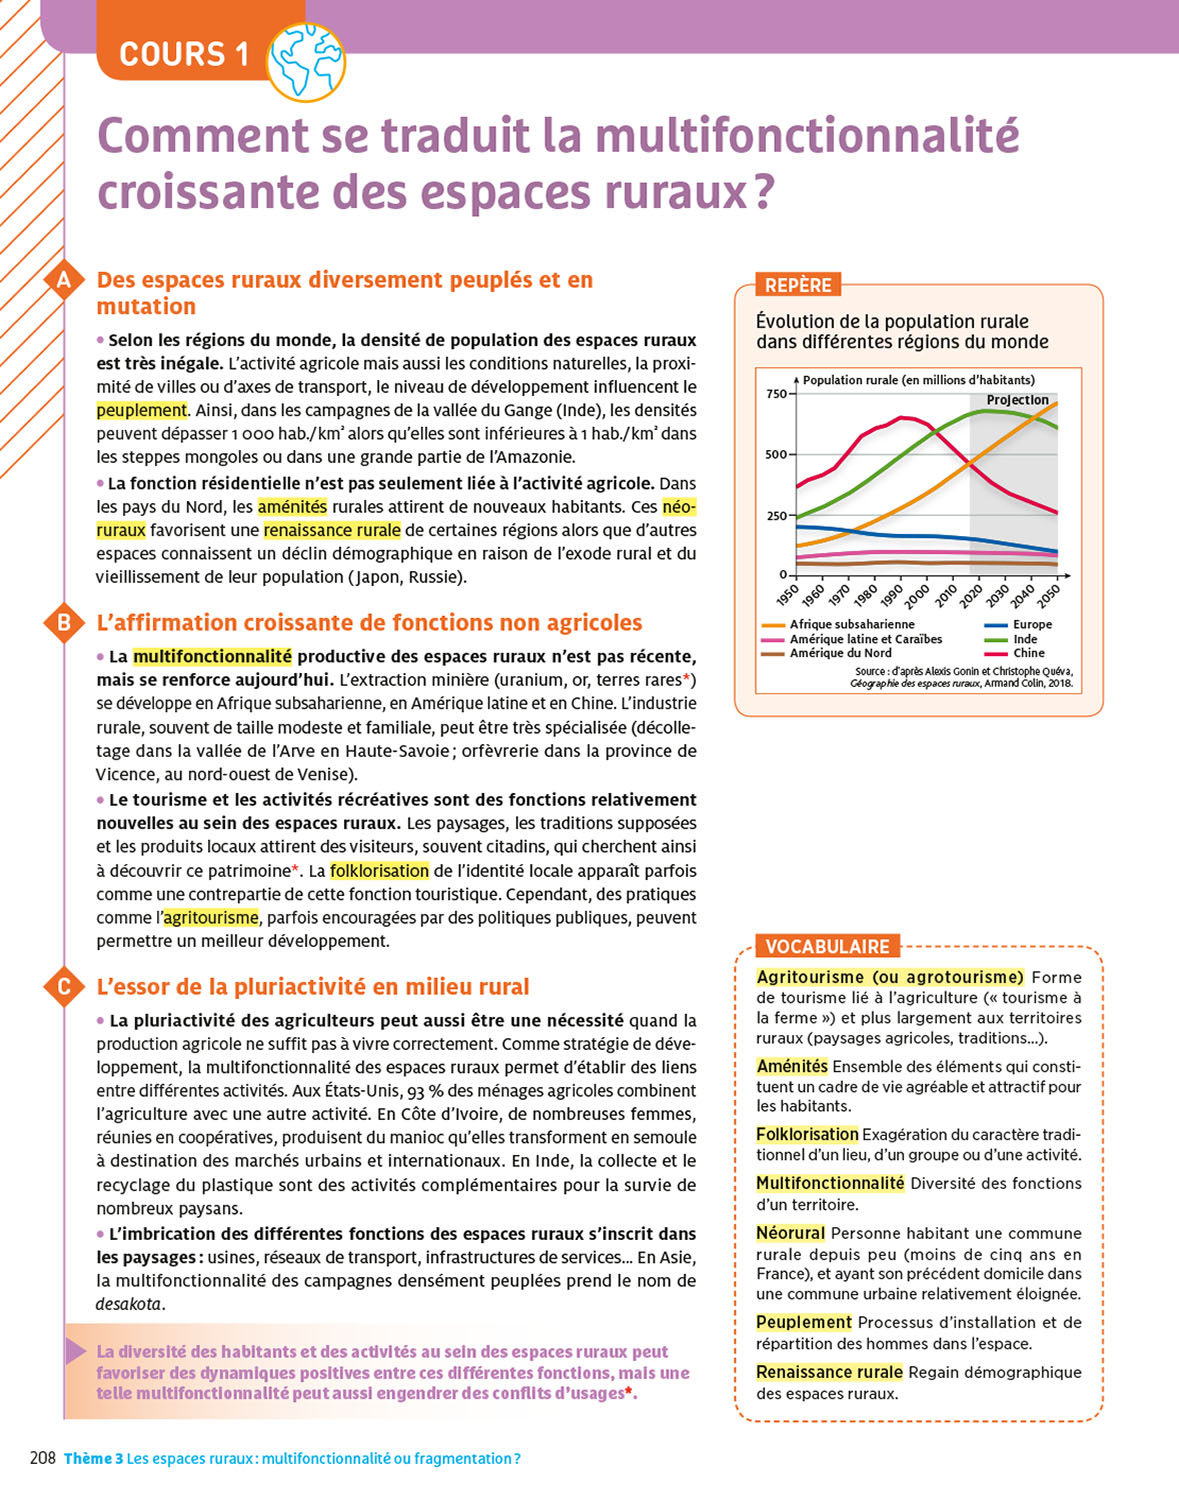 COURS 1
Comment se traduit la multifonctionnalité
croissante des espaces ruraux ?
A
Des espaces ruraux diversement peuplés et en
mutation
• Selon les régions du monde, la densité de population des espaces ruraux
est très inégale. L’activité agricole mais aussi les conditions naturelles, la proxi-
mité de villes ou d’axes de transport, le niveau de développement influencent le
peuplement. Ainsi, dans les campagnes de la vallée du Gange (Inde), les densités
peuvent dépasser 1 000 hab./km² alors qu’elles sont inférieures à 1 hab./km² dans
les steppes mongoles ou dans une grande partie de l’Amazonie.
• La fonction résidentielle n’est pas seulement liée à l’activité agricole. Dans
les pays du Nord, les aménités rurales attirent de nouveaux habitants. Ces néo-
ruraux favorisent une renaissance rurale de certaines régions alors que d’autres
espaces connaissent un déclin démographique en raison de l’exode rural et du
vieillissement de leur population (Japon, Russie).
B
L’affirmation croissante de fonctions non agricoles
• La multifonctionnalité productive des espaces ruraux n’est pas récente,
mais se renforce aujourd’hui. L’extraction minière (uranium, or, terres rares*)
se développe en Afrique subsaharienne, en Amérique latine et en Chine. L’industrie
rurale, souvent de taille modeste et familiale, peut être très spécialisée (décolle-
tage dans la vallée de l’Arve en Haute-Savoie ; orfèvrerie dans la province de
Vicence, au nord-ouest de Venise).
• Le tourisme et les activités récréatives sont des fonctions relativement
nouvelles au sein des espaces ruraux. Les paysages, les traditions supposées
et les produits locaux attirent des visiteurs, souvent citadins, qui cherchent ainsi
à découvrir ce patrimoine*. La folklorisation de l’identité locale apparaît parfois
comme une contrepartie de cette fonction touristique. Cependant, des pratiques
comme l’agritourisme, parfois encouragées par des politiques publiques, peuvent
permettre un meilleur développement.
C
L’essor de la pluriactivité en milieu rural
• La pluriactivité des agriculteurs peut aussi être une nécessité quand la
production agricole ne suffit pas à vivre correctement. Comme stratégie de déve-
loppement, la multifonctionnalité des espaces ruraux permet d’établir des liens
entre différentes activités. Aux États-Unis, 93 % des ménages agricoles combinent
l’agriculture avec une autre activité. En Côte d’Ivoire, de nombreuses femmes,
réunies en coopératives, produisent du manioc qu’elles transforment en semoule
à destination des marchés urbains et internationaux. En Inde, la collecte et le
recyclage du plastique sont des activités complémentaires pour la survie de
nombreux paysans.
• L’imbrication des différentes fonctions des espaces ruraux s’inscrit dans
les paysages : usines, réseaux de transport, infrastructures de services... En Asie,
la multifonctionnalité des campagnes densément peuplées prend le nom de
desakota.
La diversité des habitants et des activités au sein des espaces ruraux peut
favoriser des dynamiques positives entre ces différentes fonctions, mais une
telle multifonctionnalité peut aussi engendrer des conflits d’usages*.
REPÈRE
Évolution de la population rurale
dans différentes régions du monde
Population rurale (en millions d’habitants)
Projection
750
500
250
0
1950 1960 1970 1980 1990 2000 2010 2020 2030 2040 2050
Afrique subsaharienne
Amérique latine et Caraïbes
Amérique du Nord
Europe
Inde
Chine
Source : d’après Alexis Gonin et Christophe Quéva,
Géographie des espaces ruraux, Armand Colin, 2018.
VOCABULAIRE
Agritourisme (ou agrotourisme) Forme
de tourisme lié à l’agriculture (« tourisme à
la ferme ») et plus largement aux territoires
ruraux (paysages agricoles, traditions...).
Aménités Ensemble des éléments qui consti-
tuent un cadre de vie agréable et attractif pour
les habitants.
Folklorisation Exagération du caractère tradi-
tionnel d’un lieu, d’un groupe ou d’une activité.
Multifonctionnalité Diversité des fonctions
d’un territoire.
Néorural Personne habitant une commune
rurale depuis peu (moins de cinq ans en
France), et ayant son précédent domicile dans
une commune urbaine relativement éloignée.
Peuplement Processus d’installation et de
répartition des hommes dans l’espace.
Renaissance rurale Regain démographique
des espaces ruraux.
208 Thème 3 Les espaces ruraux : multifonctionnalité ou fragmentation ?